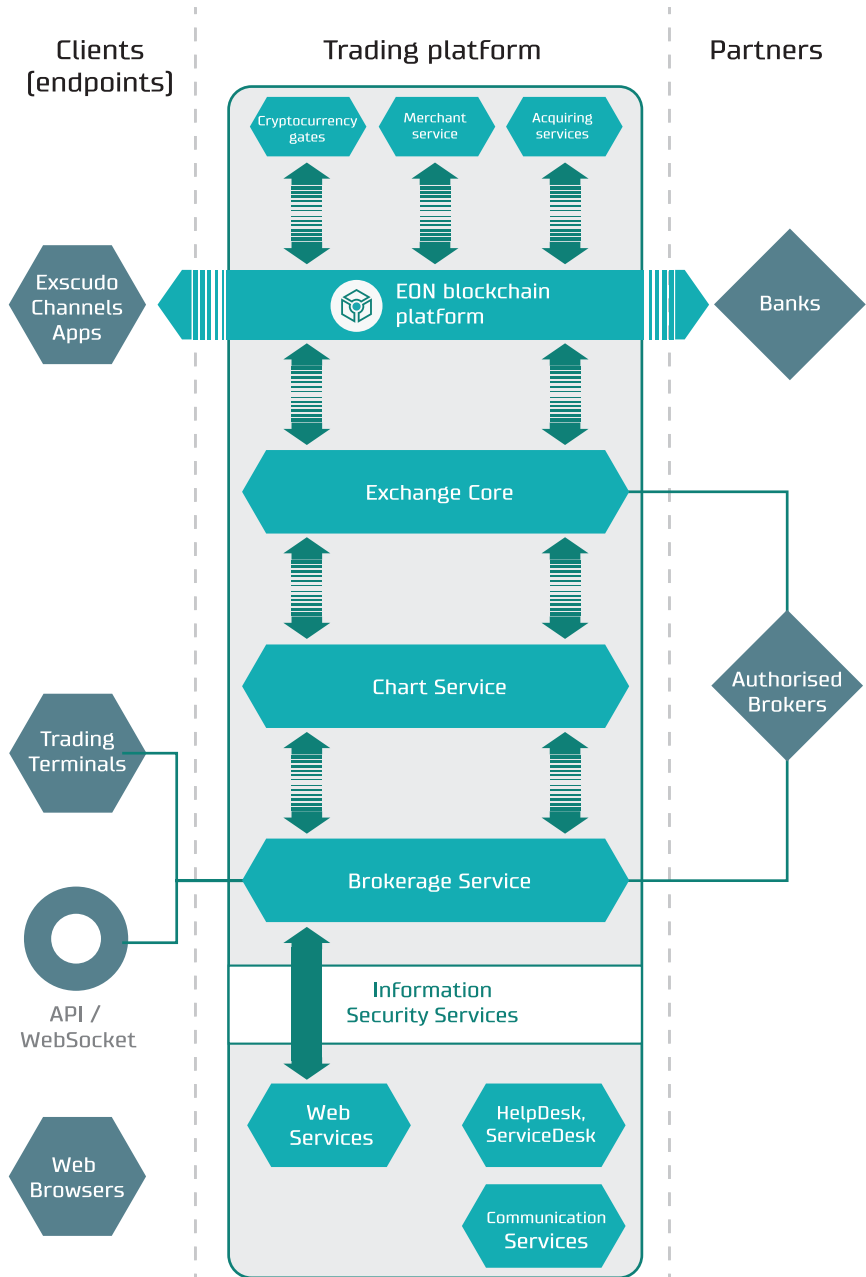 Clients
(endpoints)
Trading platform
Partners
Cryptocurrency
gates
Merchant
service
Acquiring
services
Exscudo
Channels
Apps
EON blockchain
platform
Banks
Exchange Core
Chart Service
Authorised
Brokers
Trading
Terminals
Brokerage Service
API /
WebSocket
Information
Security Services
Web
Services
HelpDesk,
ServiceDesk
Web
Browsers
Communication
Services